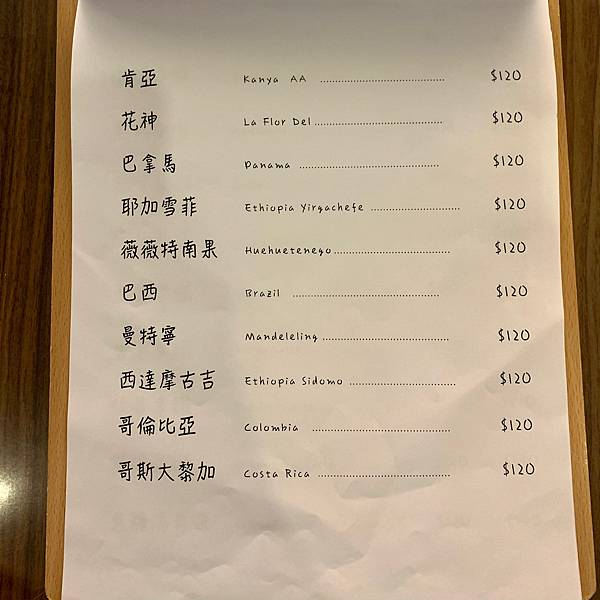 肯亞 Kanya AA ................................ $120
花神 La Flor Del ................................ $120
巴拿馬 Panama ................................ $120
耶加雪菲 Ethiopia Yirgachefe ................................ $120
薇薇特南果 Huehuetenego ................................ $120
巴西 Brazil ................................ $120
曼特寧 Mandeleling ................................ $120
西達摩古吉 Ethiopia Sidomo ................................ $120
哥倫比亞 Colombia ................................ $120
哥斯大黎加 Costa Rica ................................ $120